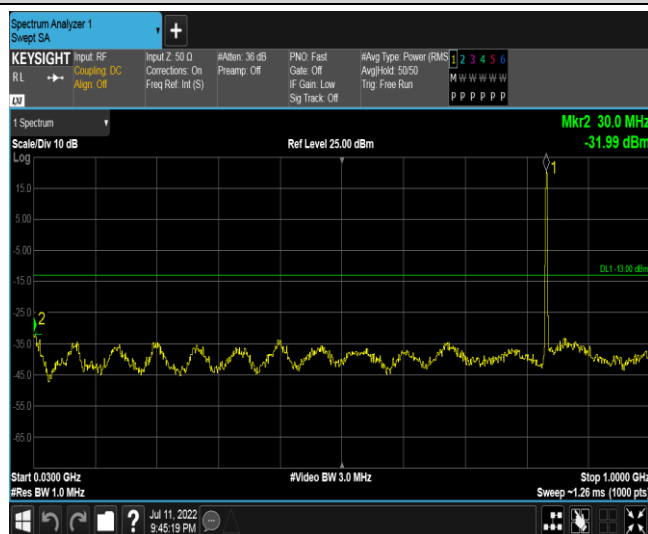 Spectrum Analyzer 1
Swept SA
+
KEYSIGHT
RL
LXI
Input: RF
Coupling: DC
Align: Off
Input Z: 50 Ω
Corrections: On
Freq Ref: Int (S)
#Atten: 36 dB
Preamp: Off
PNO: Fast
Gate: Off
IF Gain: Low
Sig Track: Off
#Avg Type: Power (RMS
Avg|Hold: 50/50
Trig: Free Run
1 2 3 4 5 6
M W W W W W
P P P P P P
1 Spectrum
Mkr2 30.0 MHz
-31.99 dBm
Scale/Div 10 dB
Ref Level 25.00 dBm
Log
1
15.0
5.00
-5.00
DL1 -13.00 dBm
-15.0
-25.0
2
-35.0
-45.0
-55.0
-65.0
Start 0.0300 GHz
#Video BW 3.0 MHz
Stop 1.0000 GHz
#Res BW 1.0 MHz
Sweep ~1.26 ms (1000 pts)
?
Jul 11, 2022
9:45:19 PM